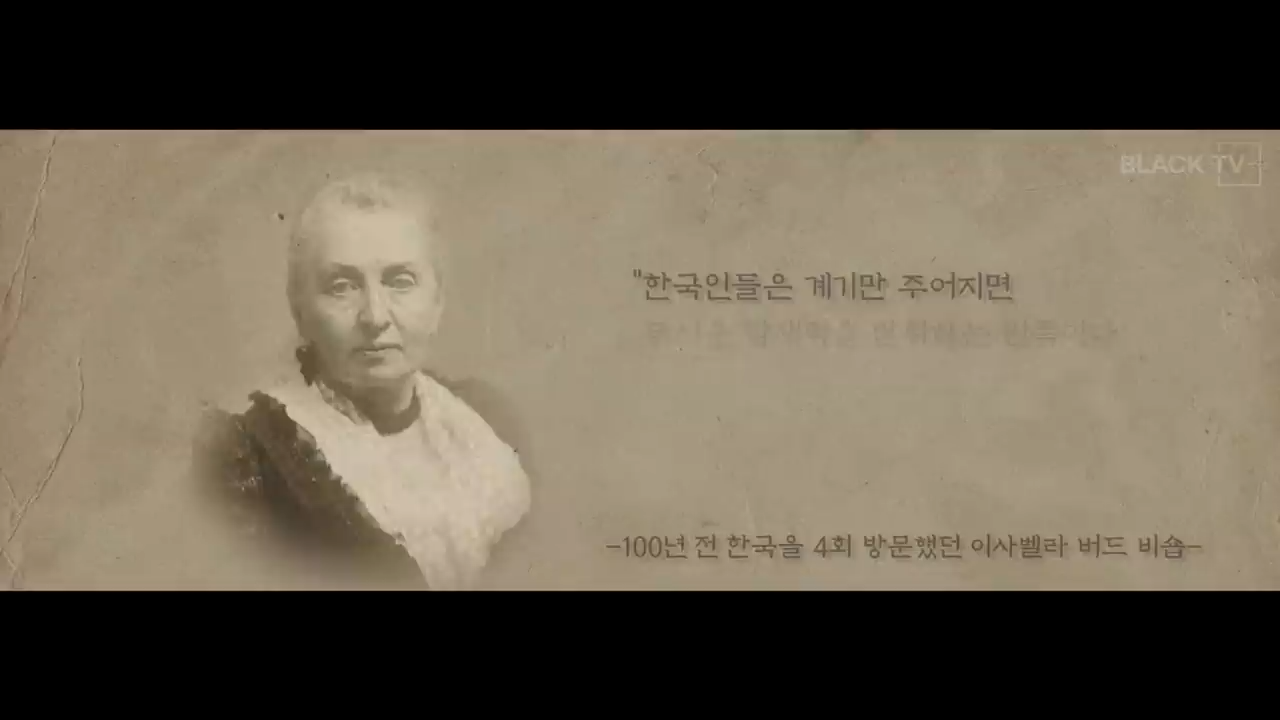 BLACK TV
"한국인들은 계기만 주어지면
-100년 전 한국을 4회 방문했던 이사벨라 버드 비숍-